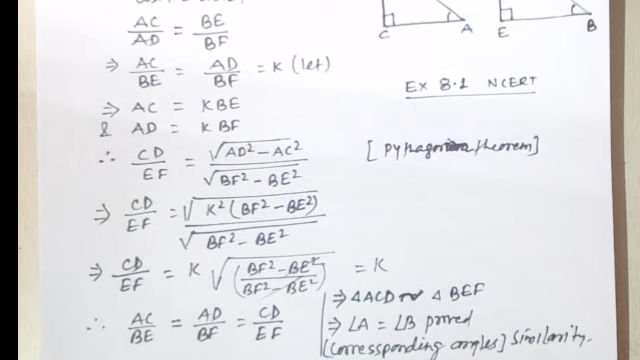 AC/AD = BE/BF
C A E B
⇒ AC/BE = AD/BF = K (let)
Ex 8.1 NCERT
⇒ AC = KBE
& AD = KBF
∴ CD/EF = √AD²-AC² / √BF²-BE² [Pythagoras theorem]
⇒ CD/EF = √K²(BF²-BE²) / √BF²-BE²
⇒ CD/EF = K √(BF²-BE² / BF²-BE²) = K
⇒ ΔACD ~ ΔBEF
∴ AC/BE = AD/BF = CD/EF
⇒ ∠A = ∠B proved
[corressponding angles] similarity.